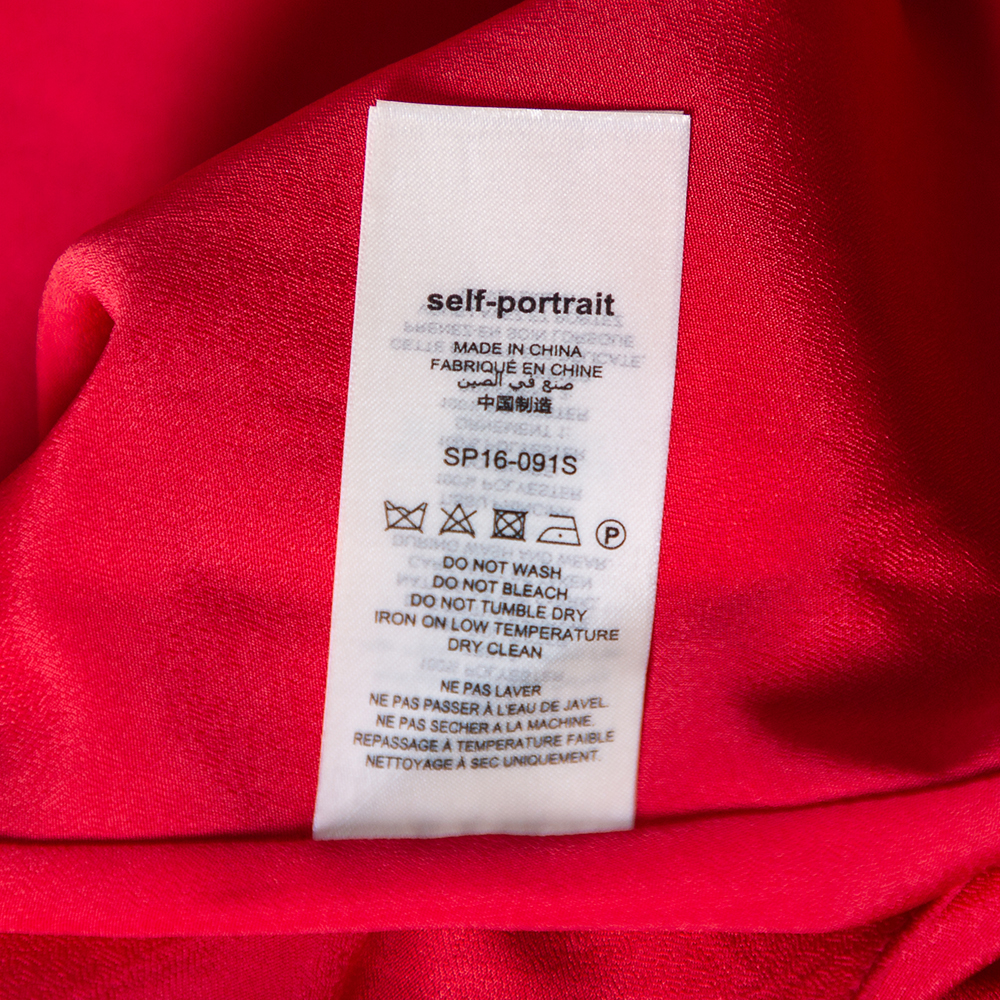 self-portrait
MADE IN CHINA
FABRIQUÉ EN CHINE
صنع في الصين
中国制造
SP16-091S
P
DO NOT WASH
DO NOT BLEACH
DO NOT TUMBLE DRY
IRON ON LOW TEMPERATURE
DRY CLEAN
NE PAS LAVER
NE PAS PASSER À L'EAU DE JAVEL.
NE PAS SECHER A LA MACHINE.
REPASSAGE À TEMPERATURE FAIBLE
NETTOYAGE À SEC UNIQUEMENT.